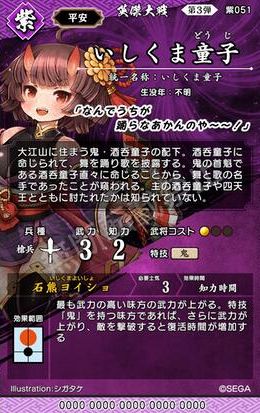 紫
平安
英傑大戦
第3弾
紫051
どうじ
いしくま童子
統一名称:いしくま童子
生没年:不明
「なんでうちが
踊らなあかんのや~~!」
大江山に住まう鬼・酒呑童子の配下。酒呑童子に
命じられて、舞を踊り歌を披露する。鬼の首魁で
ある酒呑童子直々に命じることから、舞と歌の名
手であったことが窺われる。主の酒呑童子や四天
王とともに討たれたかは知られていない。
兵種 武力 知力 武将コスト
槍兵 3 2
特技 鬼
いしくまよいしょ
石熊ヨイショ
必要士気 3
効果時間 知力時間
効果範囲
最も武力の高い味方の武力が上がる。特技
「鬼」を持つ味方であれば、さらに武力が
上がり、敵を撃破すると復活時間が増加す
る
Illustration:シガタケ
©SEGA
0000 0000 0000 0000 0000